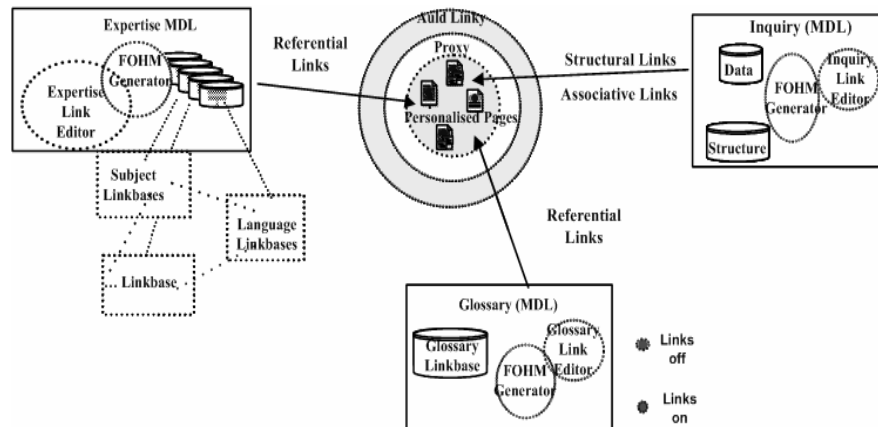 Expertise MDL
FOHM
Generator
Expertise
Link
Editor
Subject
Linkbases
Language
Linkbases
Linkbase
Referential
Links
Auld Linky
Proxy
Personalised Pages
Structural Links
Associative Links
Inquiry (MDL)
Data
Structure
FOHM
Generator
Inquiry
Link
Editor
Referential
Links
Glossary (MDL)
Glossary
Linkbase
FOHM
Generator
Glossary
Link
Editor
Links
off
Links
on